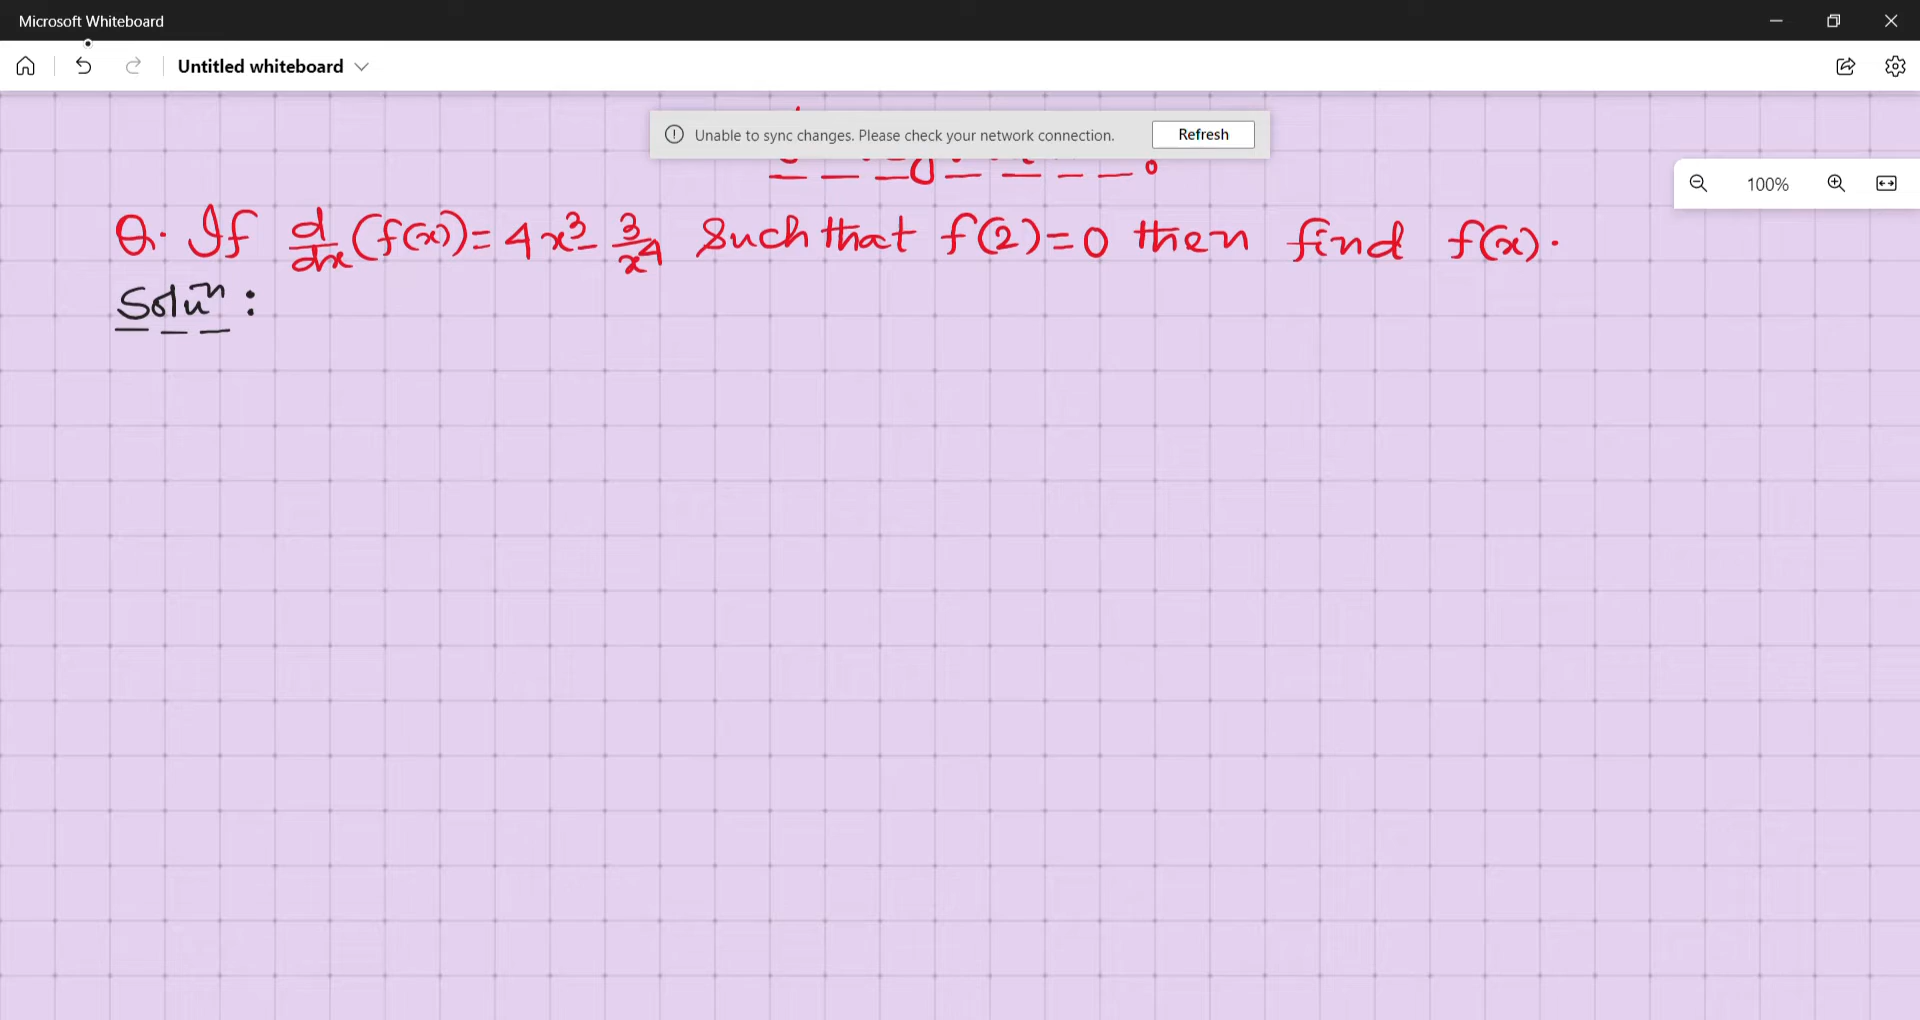 Microsoft Whiteboard
Untitled whiteboard
Unable to sync changes. Please check your network connection. Refresh
100%
Q. If d/dx (f(x)) = 4x³ - 3/x⁴ such that f(2) = 0 then find f(x).
Soluⁿ :